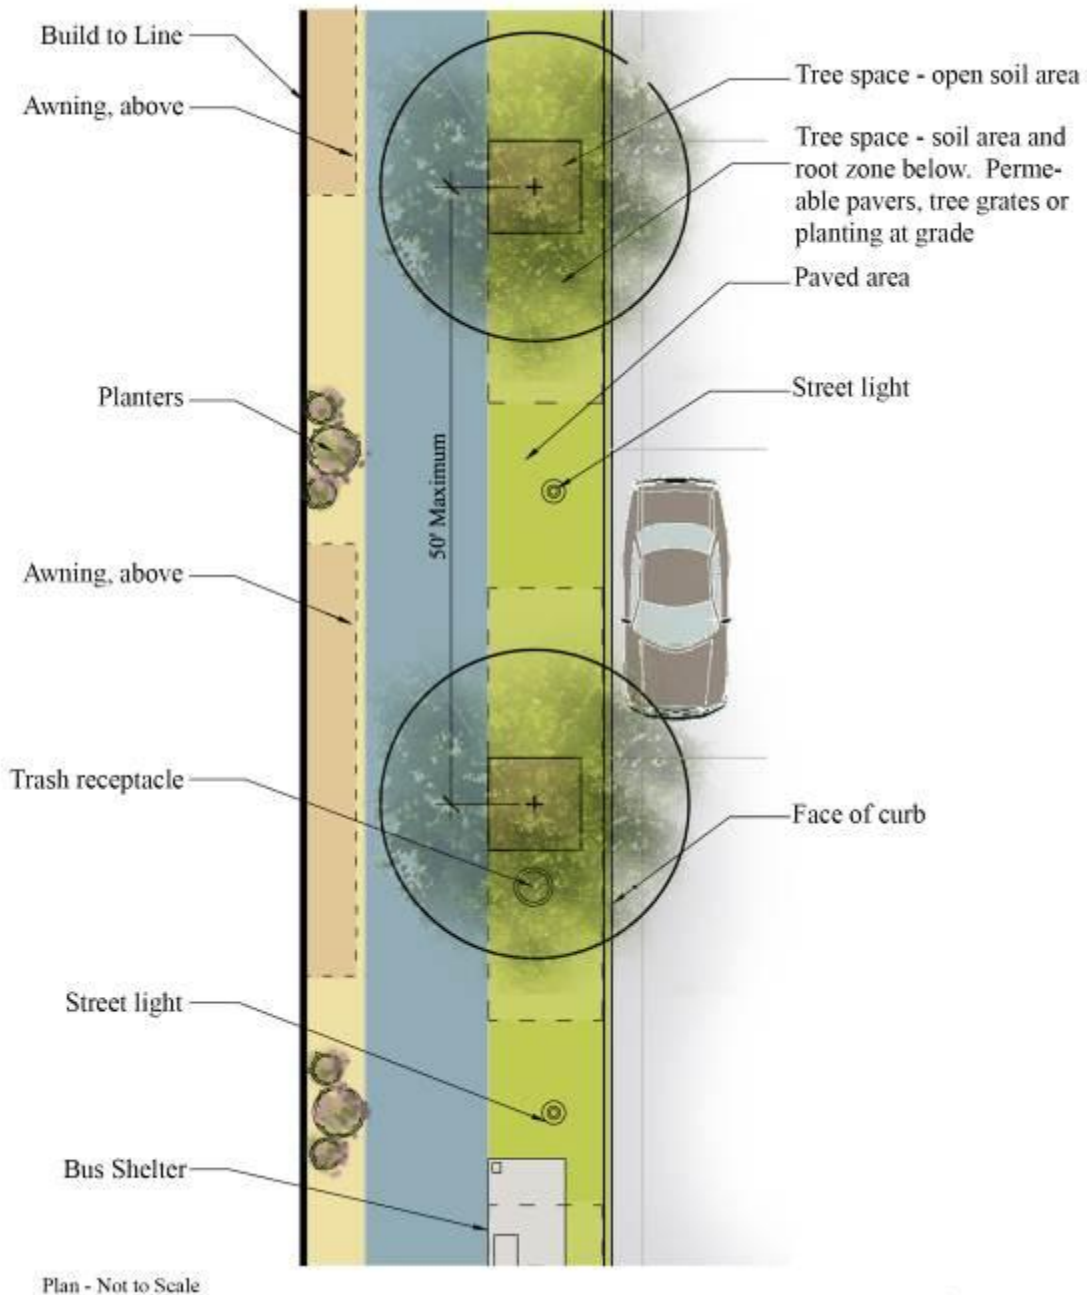 Build to Line
Awning, above
Tree space - open soil area
Tree space - soil area and
root zone below.  Perme-
able pavers, tree grates or
planting at grade
Paved area
Planters
Street light
50' Maximum
Awning, above
Trash receptacle
Face of curb
Street light
Bus Shelter
Plan - Not to Scale